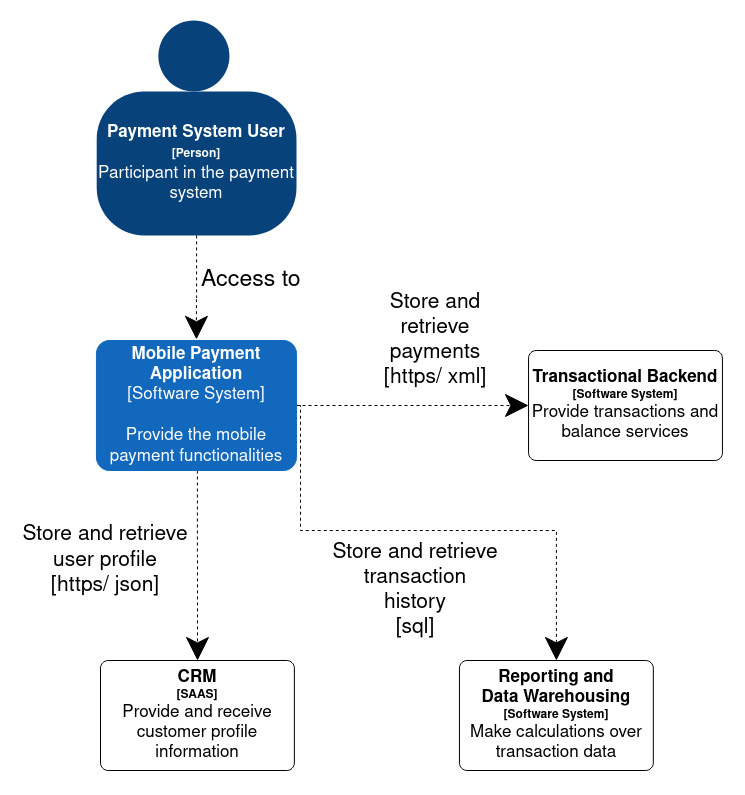 Payment System User
[Person]
Participant in the payment
system
Access to
Store and
retrieve
payments
[https/ xml]
Mobile Payment
Application
[Software System]
Provide the mobile
payment functionalities
Transactional Backend
[Software System]
Provide transactions and
balance services
Store and retrieve
user profile
[https/ json]
Store and retrieve
transaction
history
[sql]
CRM
[SAAS]
Provide and receive
customer profile
information
Reporting and
Data Warehousing
[Software System]
Make calculations over
transaction data